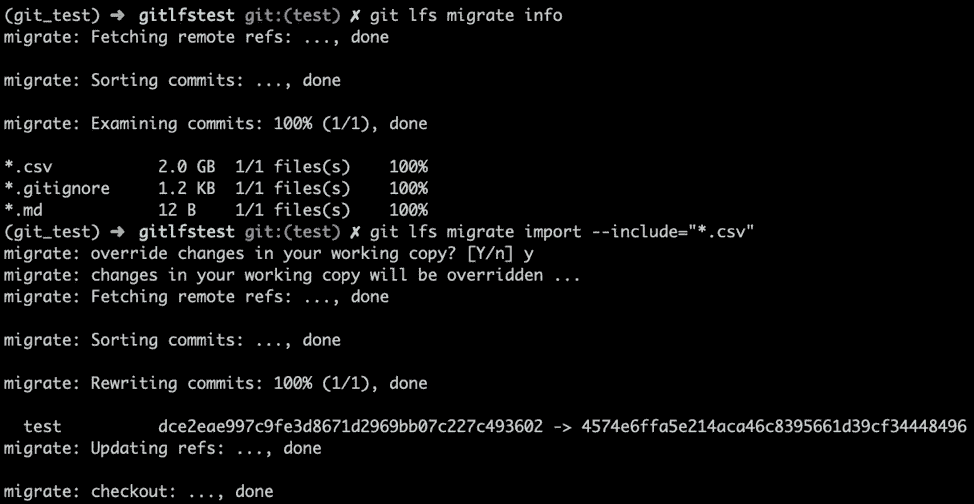 (git_test) ➜  gitlfstest git:(test) ✗ git lfs migrate info
migrate: Fetching remote refs: ..., done
migrate: Sorting commits: ..., done
migrate: Examining commits: 100% (1/1), done
*.csv           2.0 GB  1/1 files(s)    100%
*.gitignore     1.2 KB  1/1 files(s)    100%
*.md            12 B    1/1 files(s)    100%
(git_test) ➜  gitlfstest git:(test) ✗ git lfs migrate import --include="*.csv"
migrate: override changes in your working copy? [Y/n] y
migrate: changes in your working copy will be overridden ...
migrate: Fetching remote refs: ..., done
migrate: Sorting commits: ..., done
migrate: Rewriting commits: 100% (1/1), done
  test          dce2eae997c9fe3d8671d2969bb07c227c493602 -> 4574e6ffa5e214aca46c8395661d39cf34448496
migrate: Updating refs: ..., done
migrate: checkout: ..., done